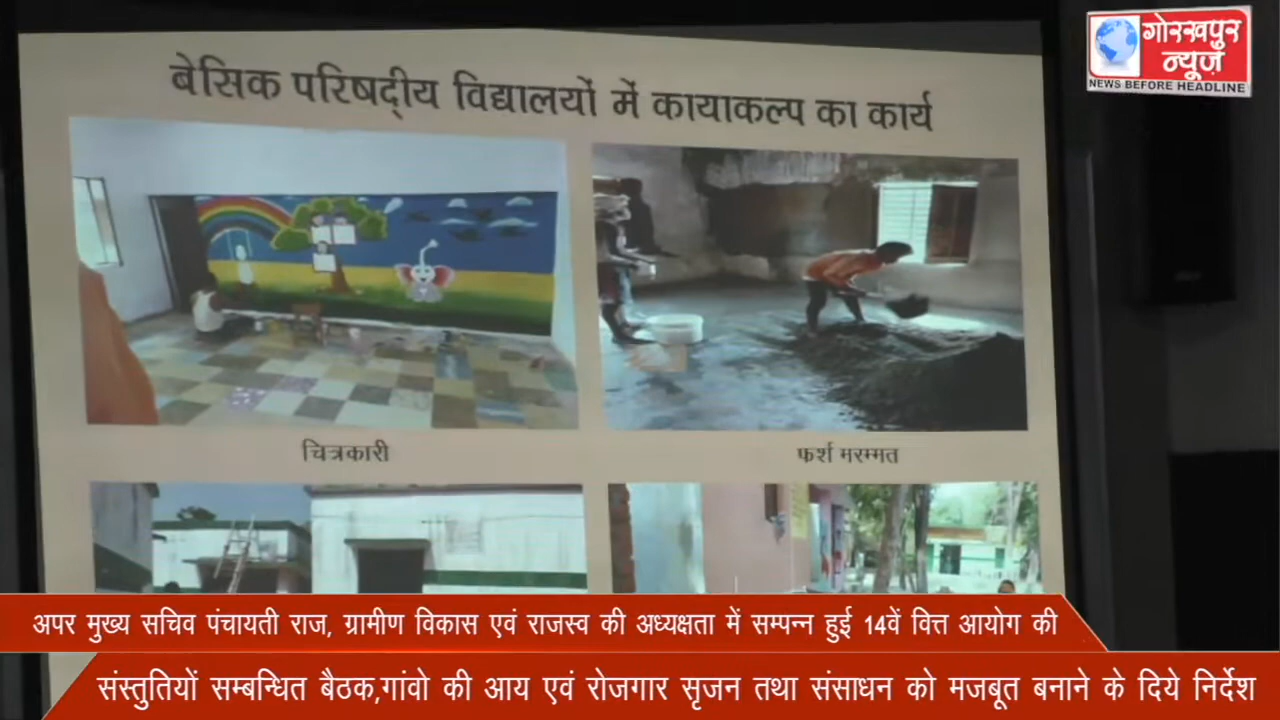 गोरखपुर
न्यूज़
NEWS BEFORE HEADLINE
बेसिक परिषद्‌ीय विद्यालयों में कायाकल्प का कार्य
चित्रकारी
फर्श मरम्मत
अपर मुख्य सचिव पंचायती राज, ग्रामीण विकास एवं राजस्व की अध्यक्षता में सम्पन्न हुई 14वें वित्त आयोग की
संस्तुतियों सम्बन्धित बैठक,गांवो की आय एवं रोजगार सृजन तथा संसाधन को मजबूत बनाने के दिये निर्देश